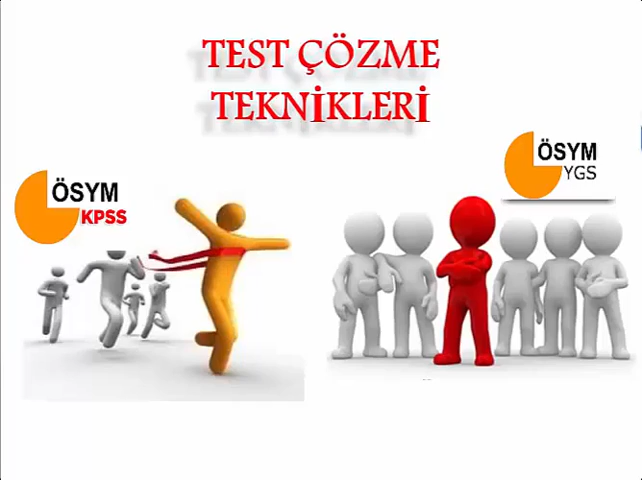 TEST ÇÖZME
TEKNİKLERİ
ÖSYM
KPSS
ÖSYM
YGS